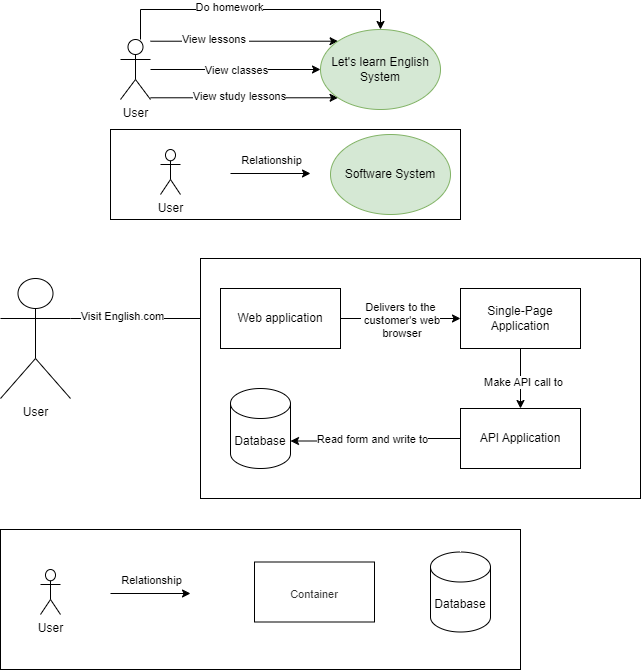 Do homework
View lessons
View classes
View study lessons
User
Let's learn English
System
Relationship
User
Software System
Visit English.com
User
Web application
Delivers to the
customer's web
browser
Single-Page
Application
Make API call to
API Application
Read form and write to
Database
Relationship
User
Container
Database